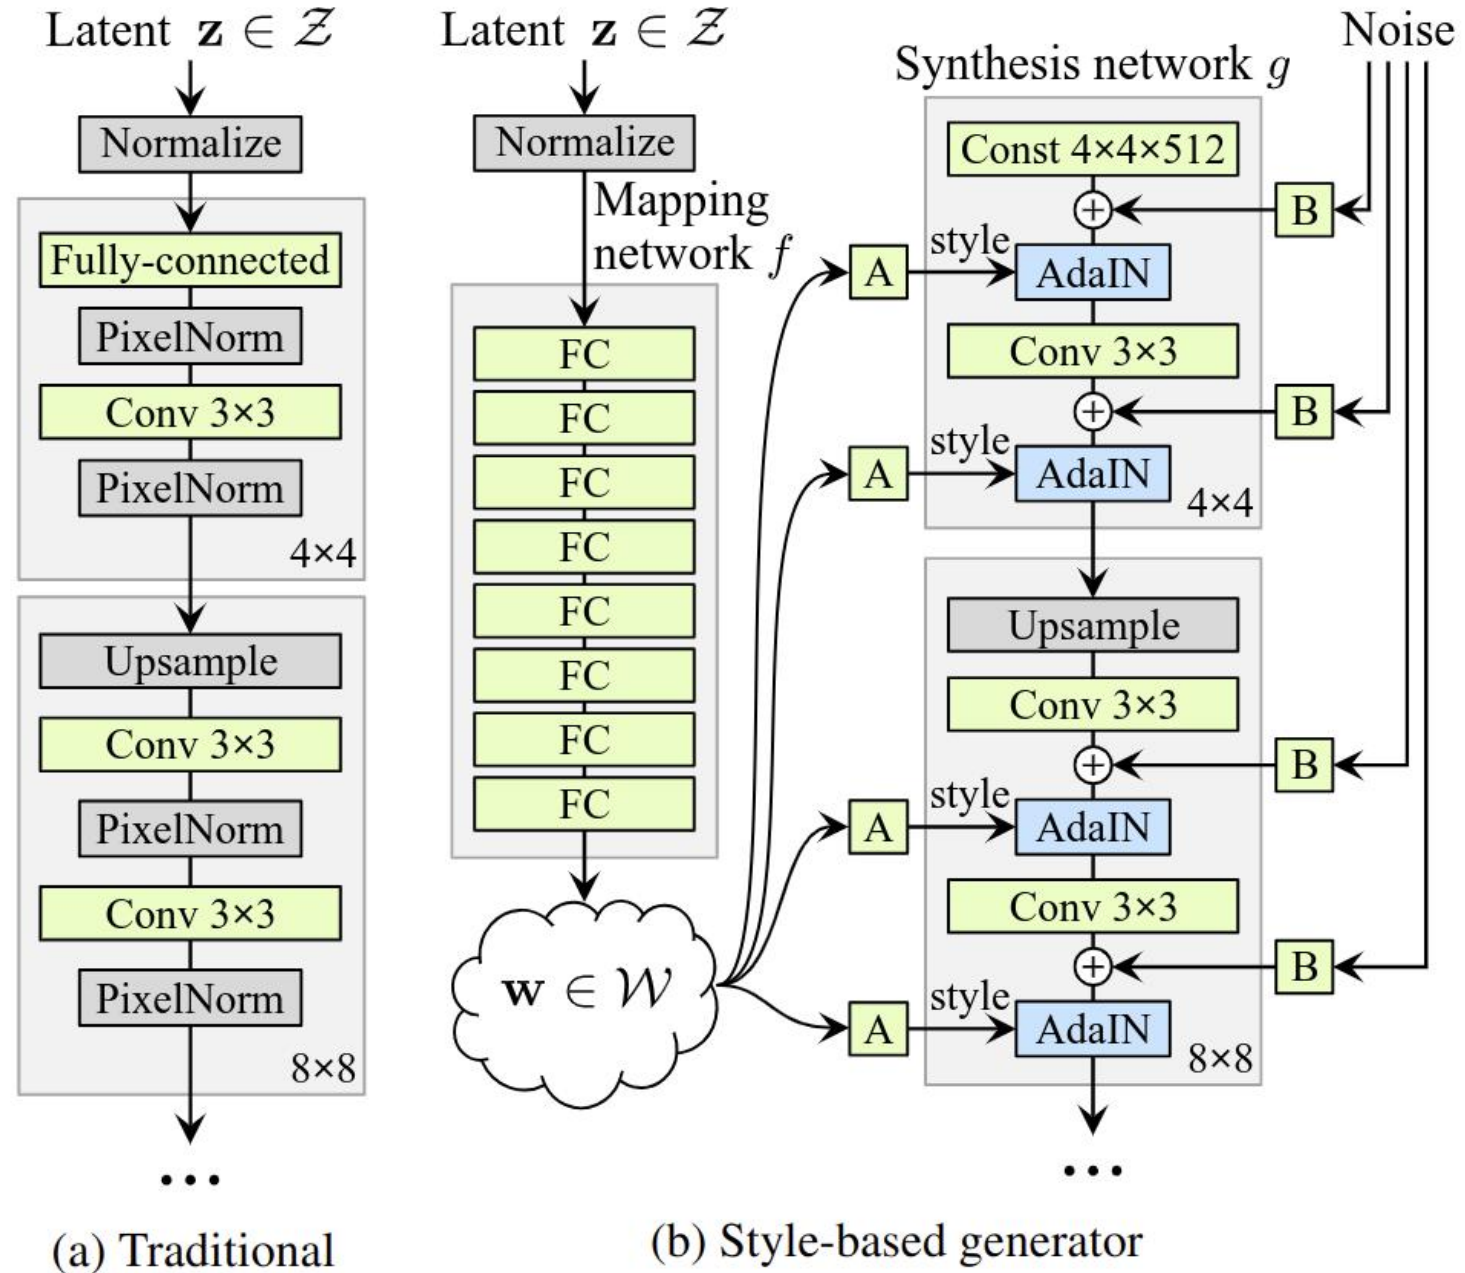 Latent z ∈ 𝒵
Normalize
Fully-connected
PixelNorm
Conv 3×3
PixelNorm
4×4
Upsample
Conv 3×3
PixelNorm
Conv 3×3
PixelNorm
8×8
...
(a) Traditional
Latent z ∈ 𝒵
Normalize
Mapping
network f
FC
FC
FC
FC
FC
FC
FC
FC
w ∈ 𝒲
Noise
Synthesis network g
Const 4×4×512
B
A
style
AdaIN
Conv 3×3
B
A
style
AdaIN
4×4
Upsample
Conv 3×3
B
A
style
AdaIN
Conv 3×3
B
A
style
AdaIN
8×8
...
(b) Style-based generator